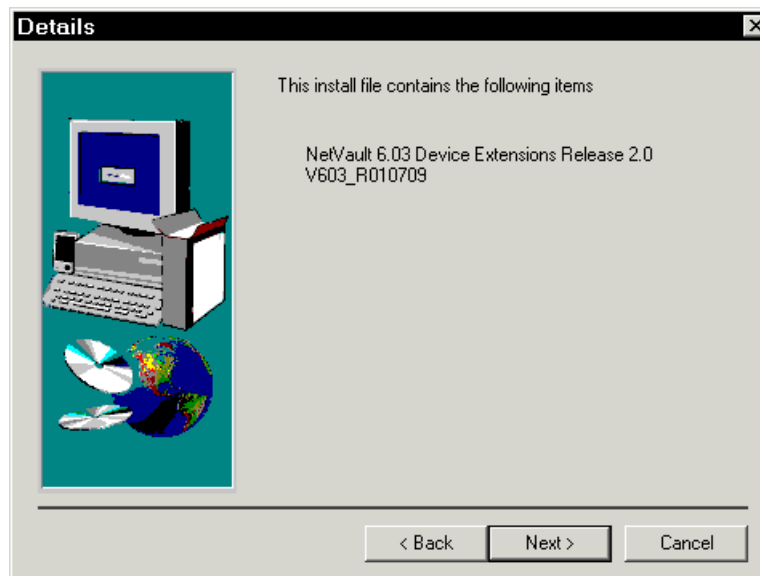 Details
This install file contains the following items
NetVault 6.03 Device Extensions Release 2.0
V603_R010709
< Back
Next >
Cancel